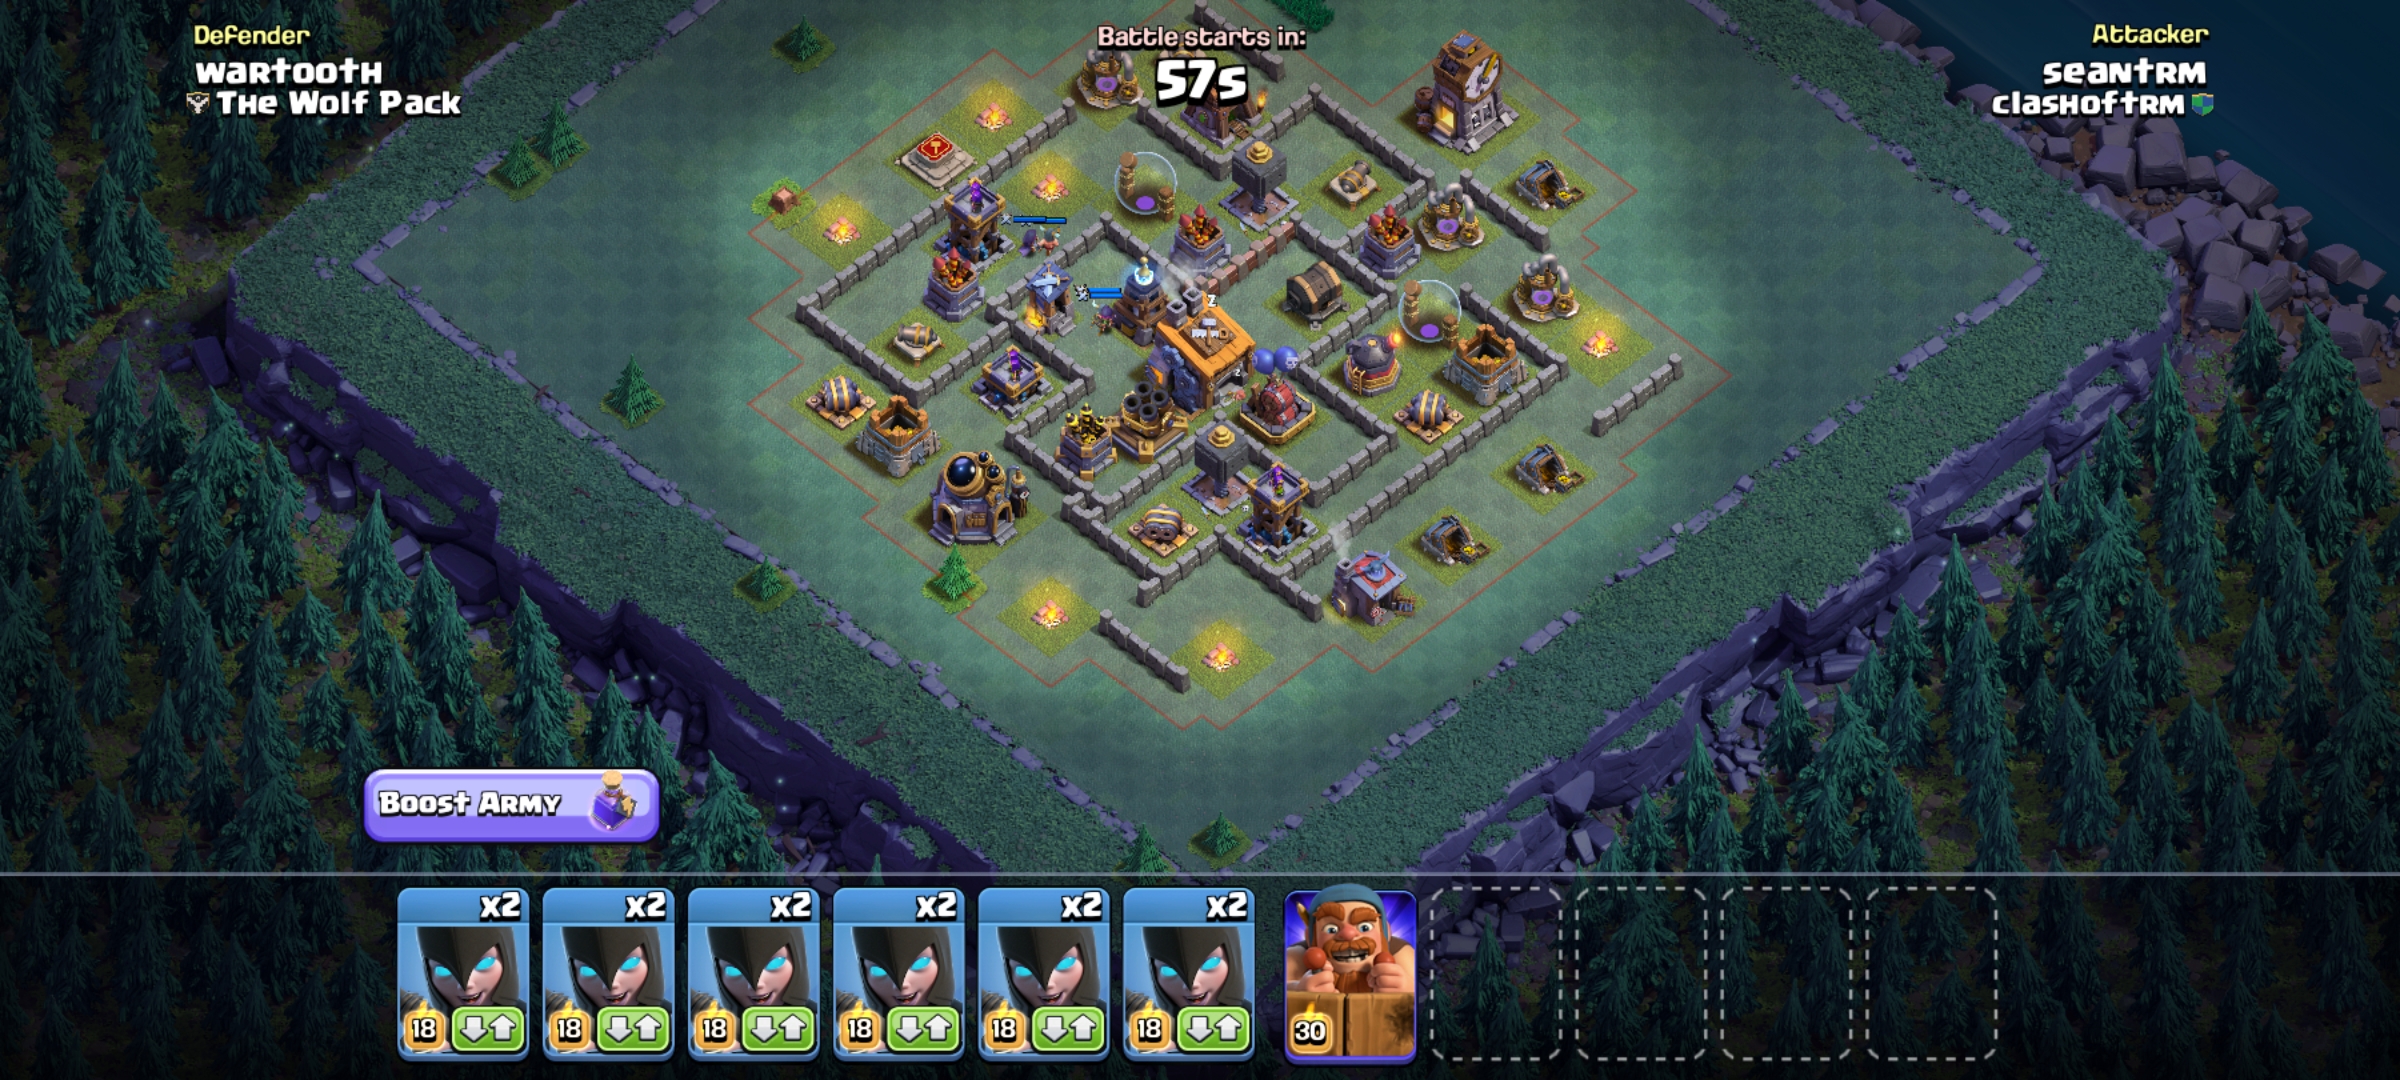 Defender
wartooth
The Wolf Pack
Battle starts in:
57s
Attacker
seantRM
clashoftRM
Boost Army
x2
x2
x2
x2
x2
x2
18
18
18
18
18
18
30